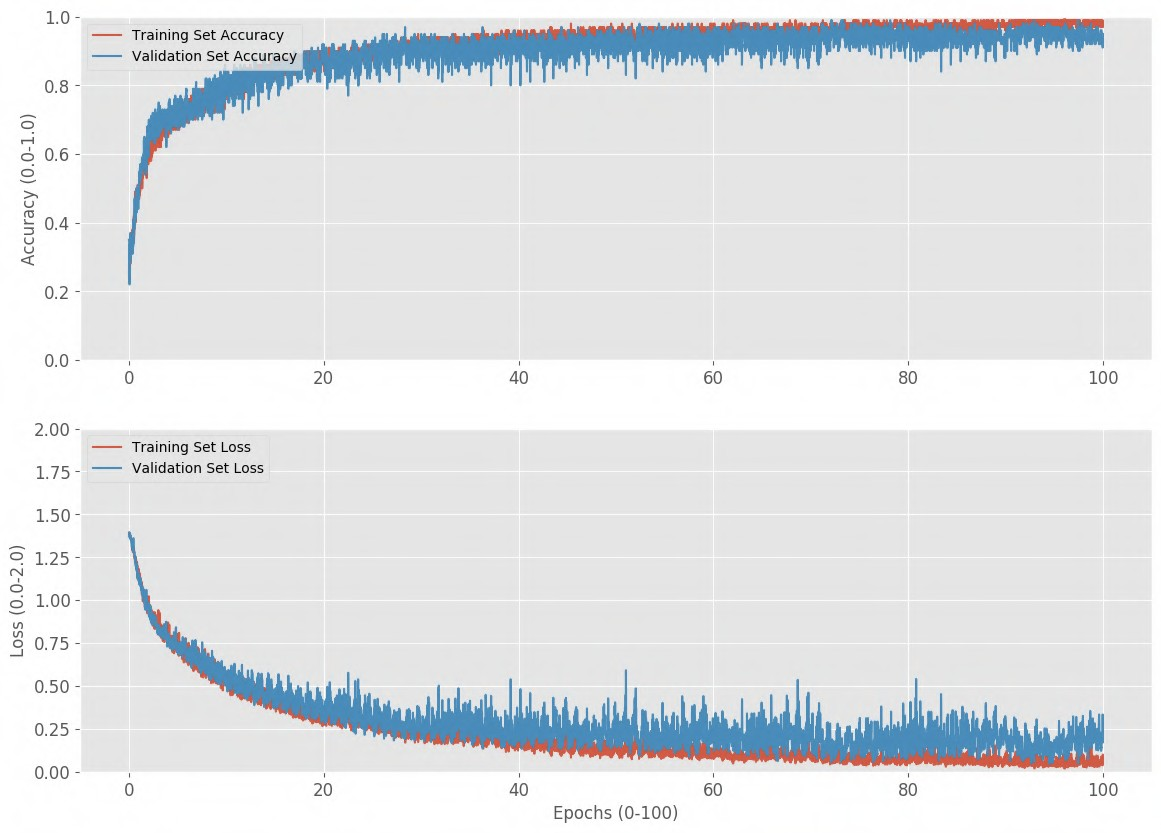 1.0
0.8
0.6
0.4
0.2
0.0
Accuracy (0.0-1.0)
Training Set Accuracy
Validation Set Accuracy
0 20 40 60 80 100
2.00
1.75
1.50
1.25
1.00
0.75
0.50
0.25
0.00
Loss (0.0-2.0)
Training Set Loss
Validation Set Loss
0 20 40 60 80 100
Epochs (0-100)